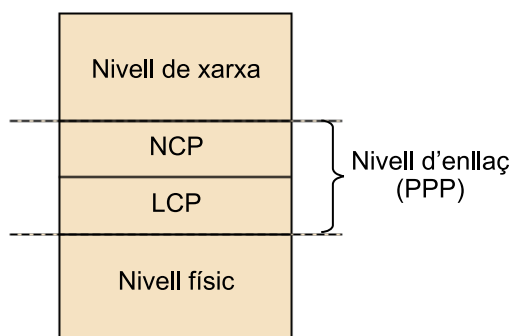 Nivell de xarxa
NCP
LCP
Nivell d’enllaç
(PPP)
Nivell físic